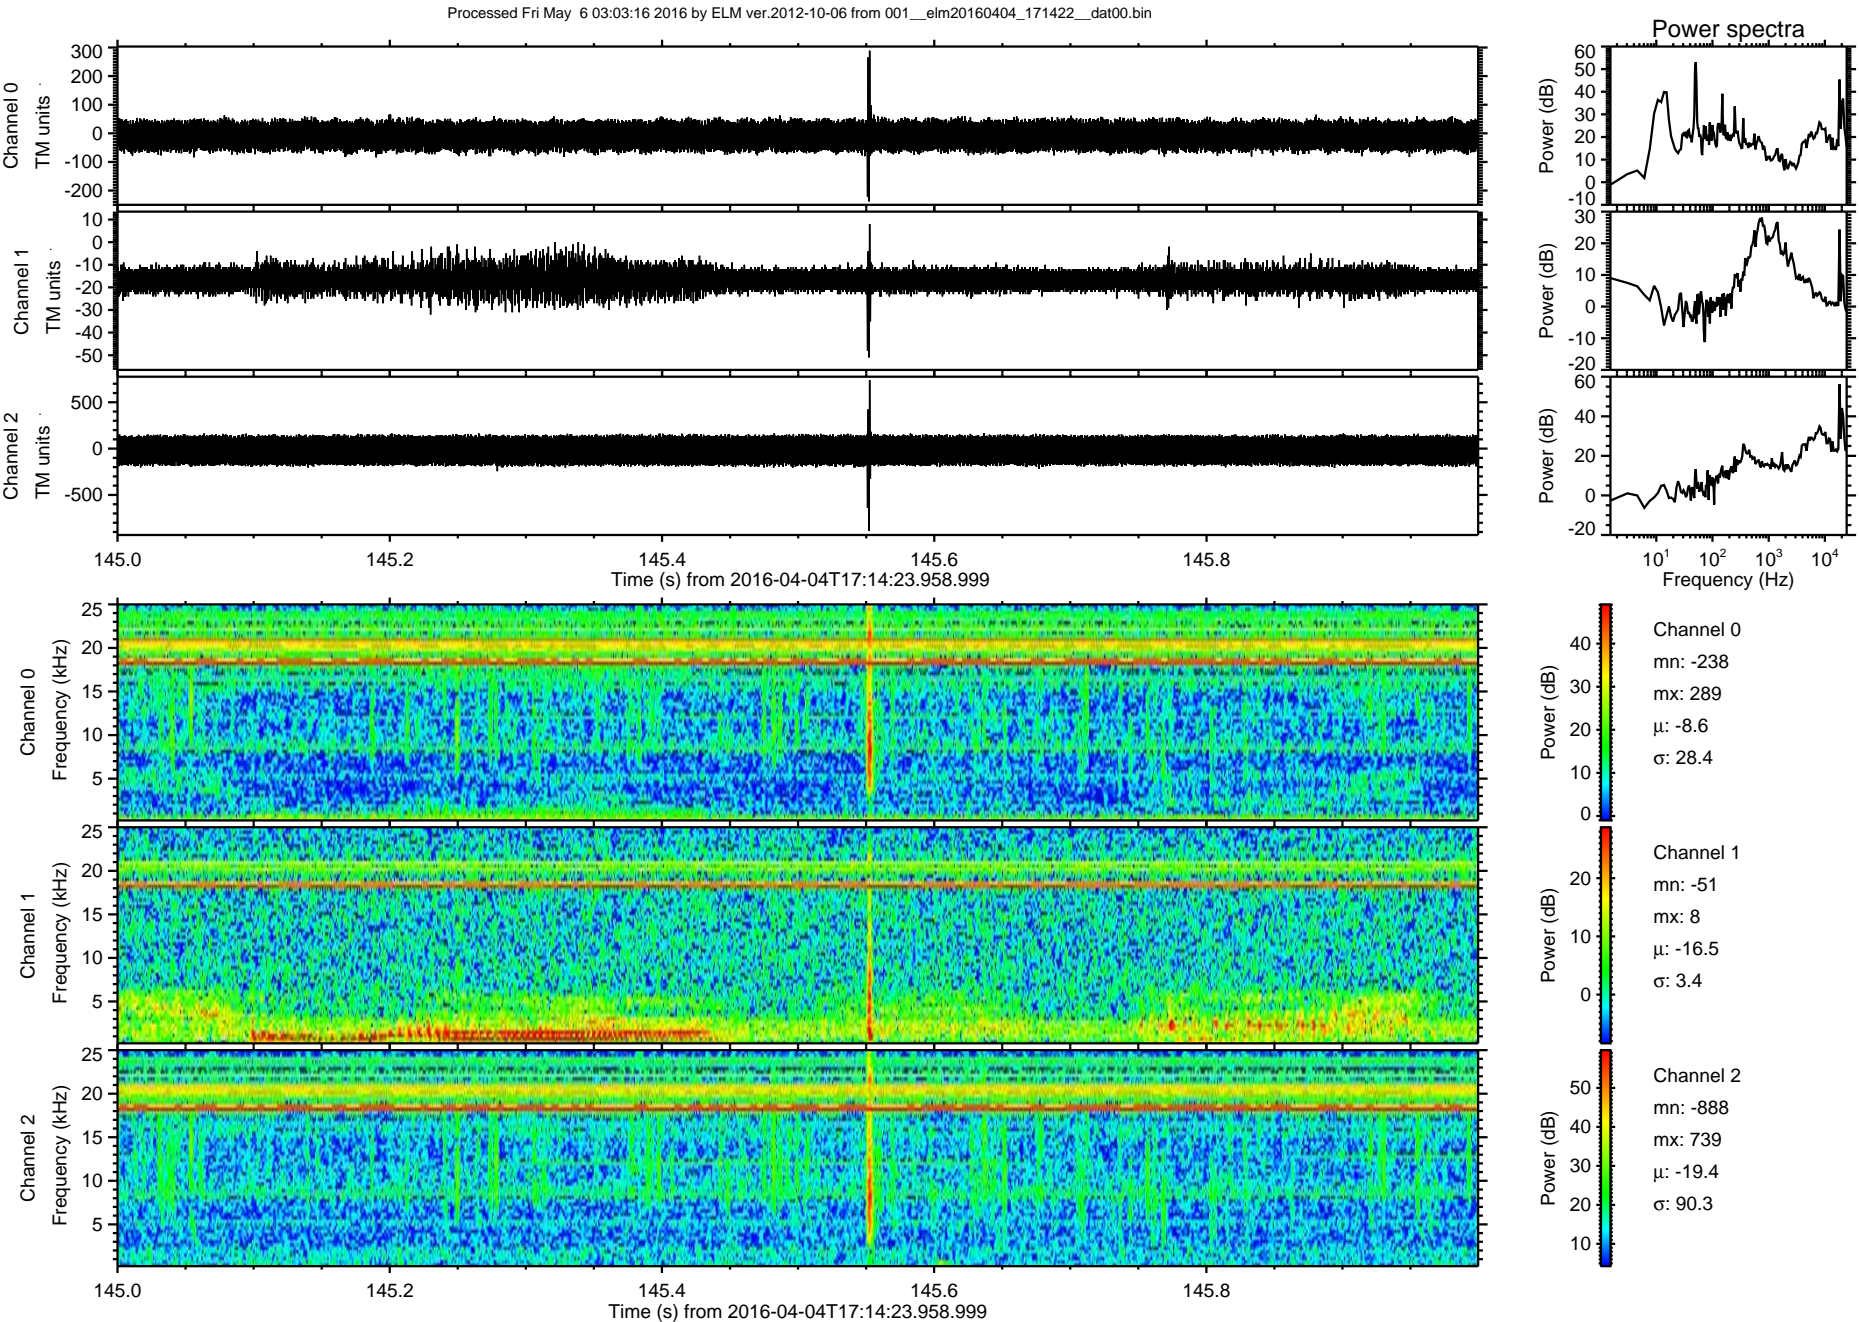 Processed Fri May  6 03:03:16 2016 by ELM ver.2012-10-06 from 001__elm20160404_171422__dat00.bin
Power spectra
Channel 0
TM units
300
200
100
0
-100
-200
Power (dB)
60
50
40
30
20
10
0
-10
Channel 1
TM units
10
0
-10
-20
-30
-40
-50
Power (dB)
30
20
10
0
-10
-20
Channel 2
TM units
500
0
-500
Power (dB)
60
40
20
0
-20
145.0 145.2 145.4 145.6 145.8
Time (s) from 2016-04-04T17:14:23.958.999
10¹ 10² 10³ 10⁴
Frequency (Hz)
Channel 0
Frequency (kHz)
25
20
15
10
5
Power (dB)
40
30
20
10
0
Channel 0
mn: -238
mx: 289
µ: -8.6
σ: 28.4
Channel 1
Frequency (kHz)
25
20
15
10
5
Power (dB)
20
10
0
Channel 1
mn: -51
mx: 8
µ: -16.5
σ: 3.4
Channel 2
Frequency (kHz)
25
20
15
10
5
Power (dB)
50
40
30
20
10
Channel 2
mn: -888
mx: 739
µ: -19.4
σ: 90.3
145.0 145.2 145.4 145.6 145.8
Time (s) from 2016-04-04T17:14:23.958.999